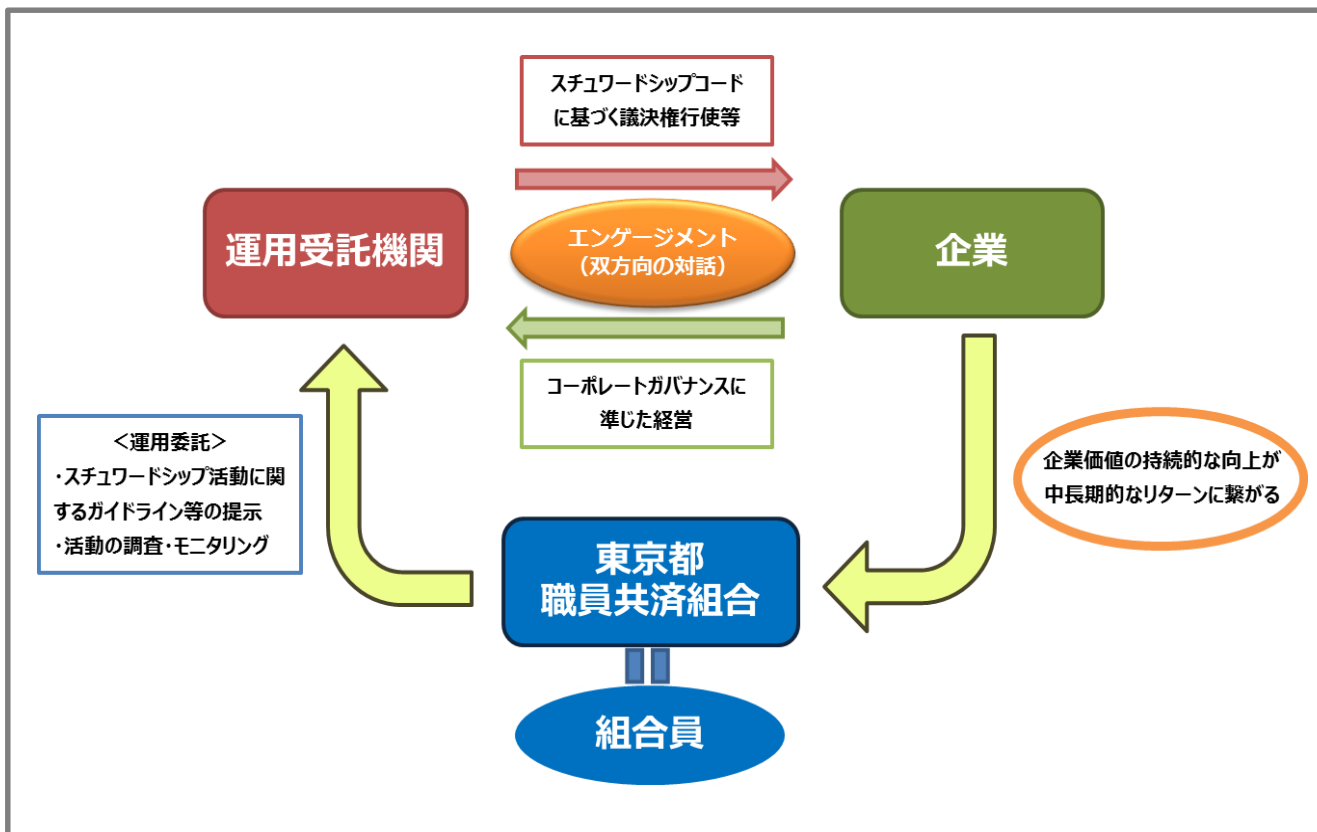 スチュワードシップコード
に基づく議決権行使等
運用受託機関
エンゲージメント
（双方向の対話）
企業
コーポレートガバナンスに
準じた経営
＜運用委託＞
・スチュワードシップ活動に関
するガイドライン等の提示
・活動の調査・モニタリング
企業価値の持続的な向上が
中長期的なリターンに繋がる
東京都
職員共済組合
組合員